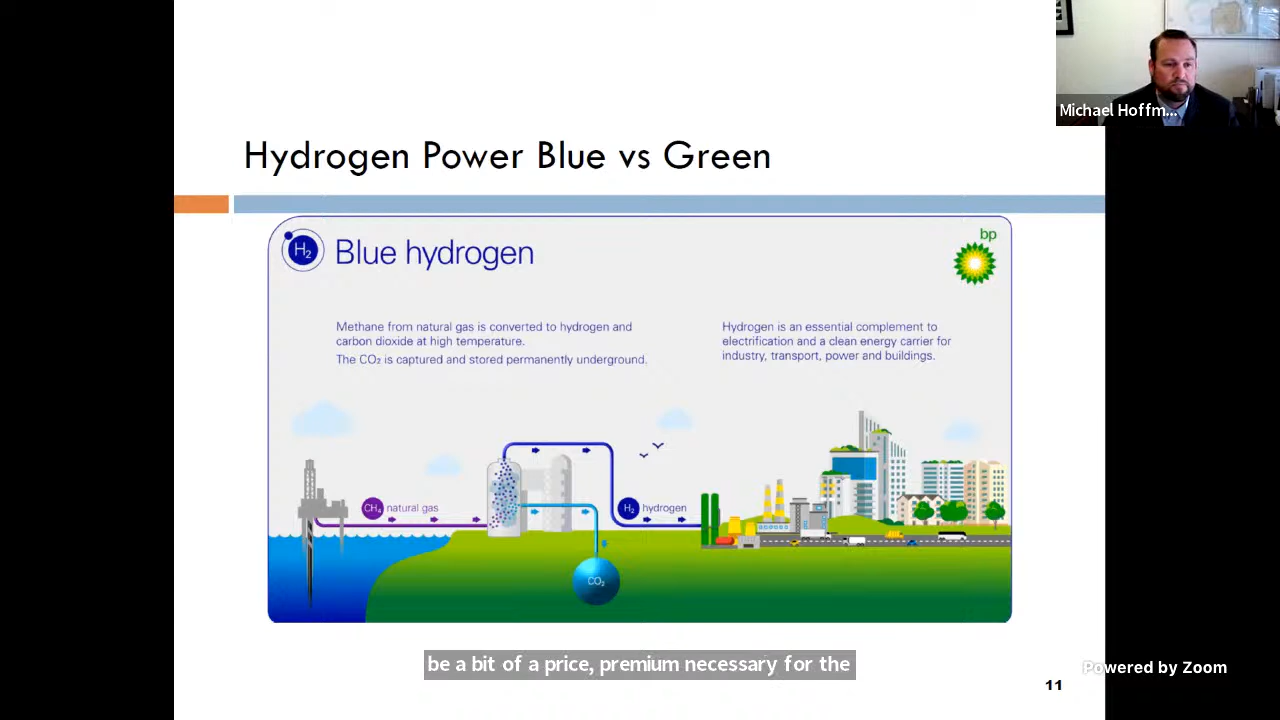 Michael Hoffm...
Hydrogen Power Blue vs Green
H₂
Blue hydrogen
bp
Methane from natural gas is converted to hydrogen and
carbon dioxide at high temperature.
The CO₂ is captured and stored permanently underground.
Hydrogen is an essential complement to
electrification and a clean energy carrier for
industry, transport, power and buildings.
CH₄ natural gas
H₂ hydrogen
CO₂
be a bit of a price, premium necessary for the
Powered by Zoom
11